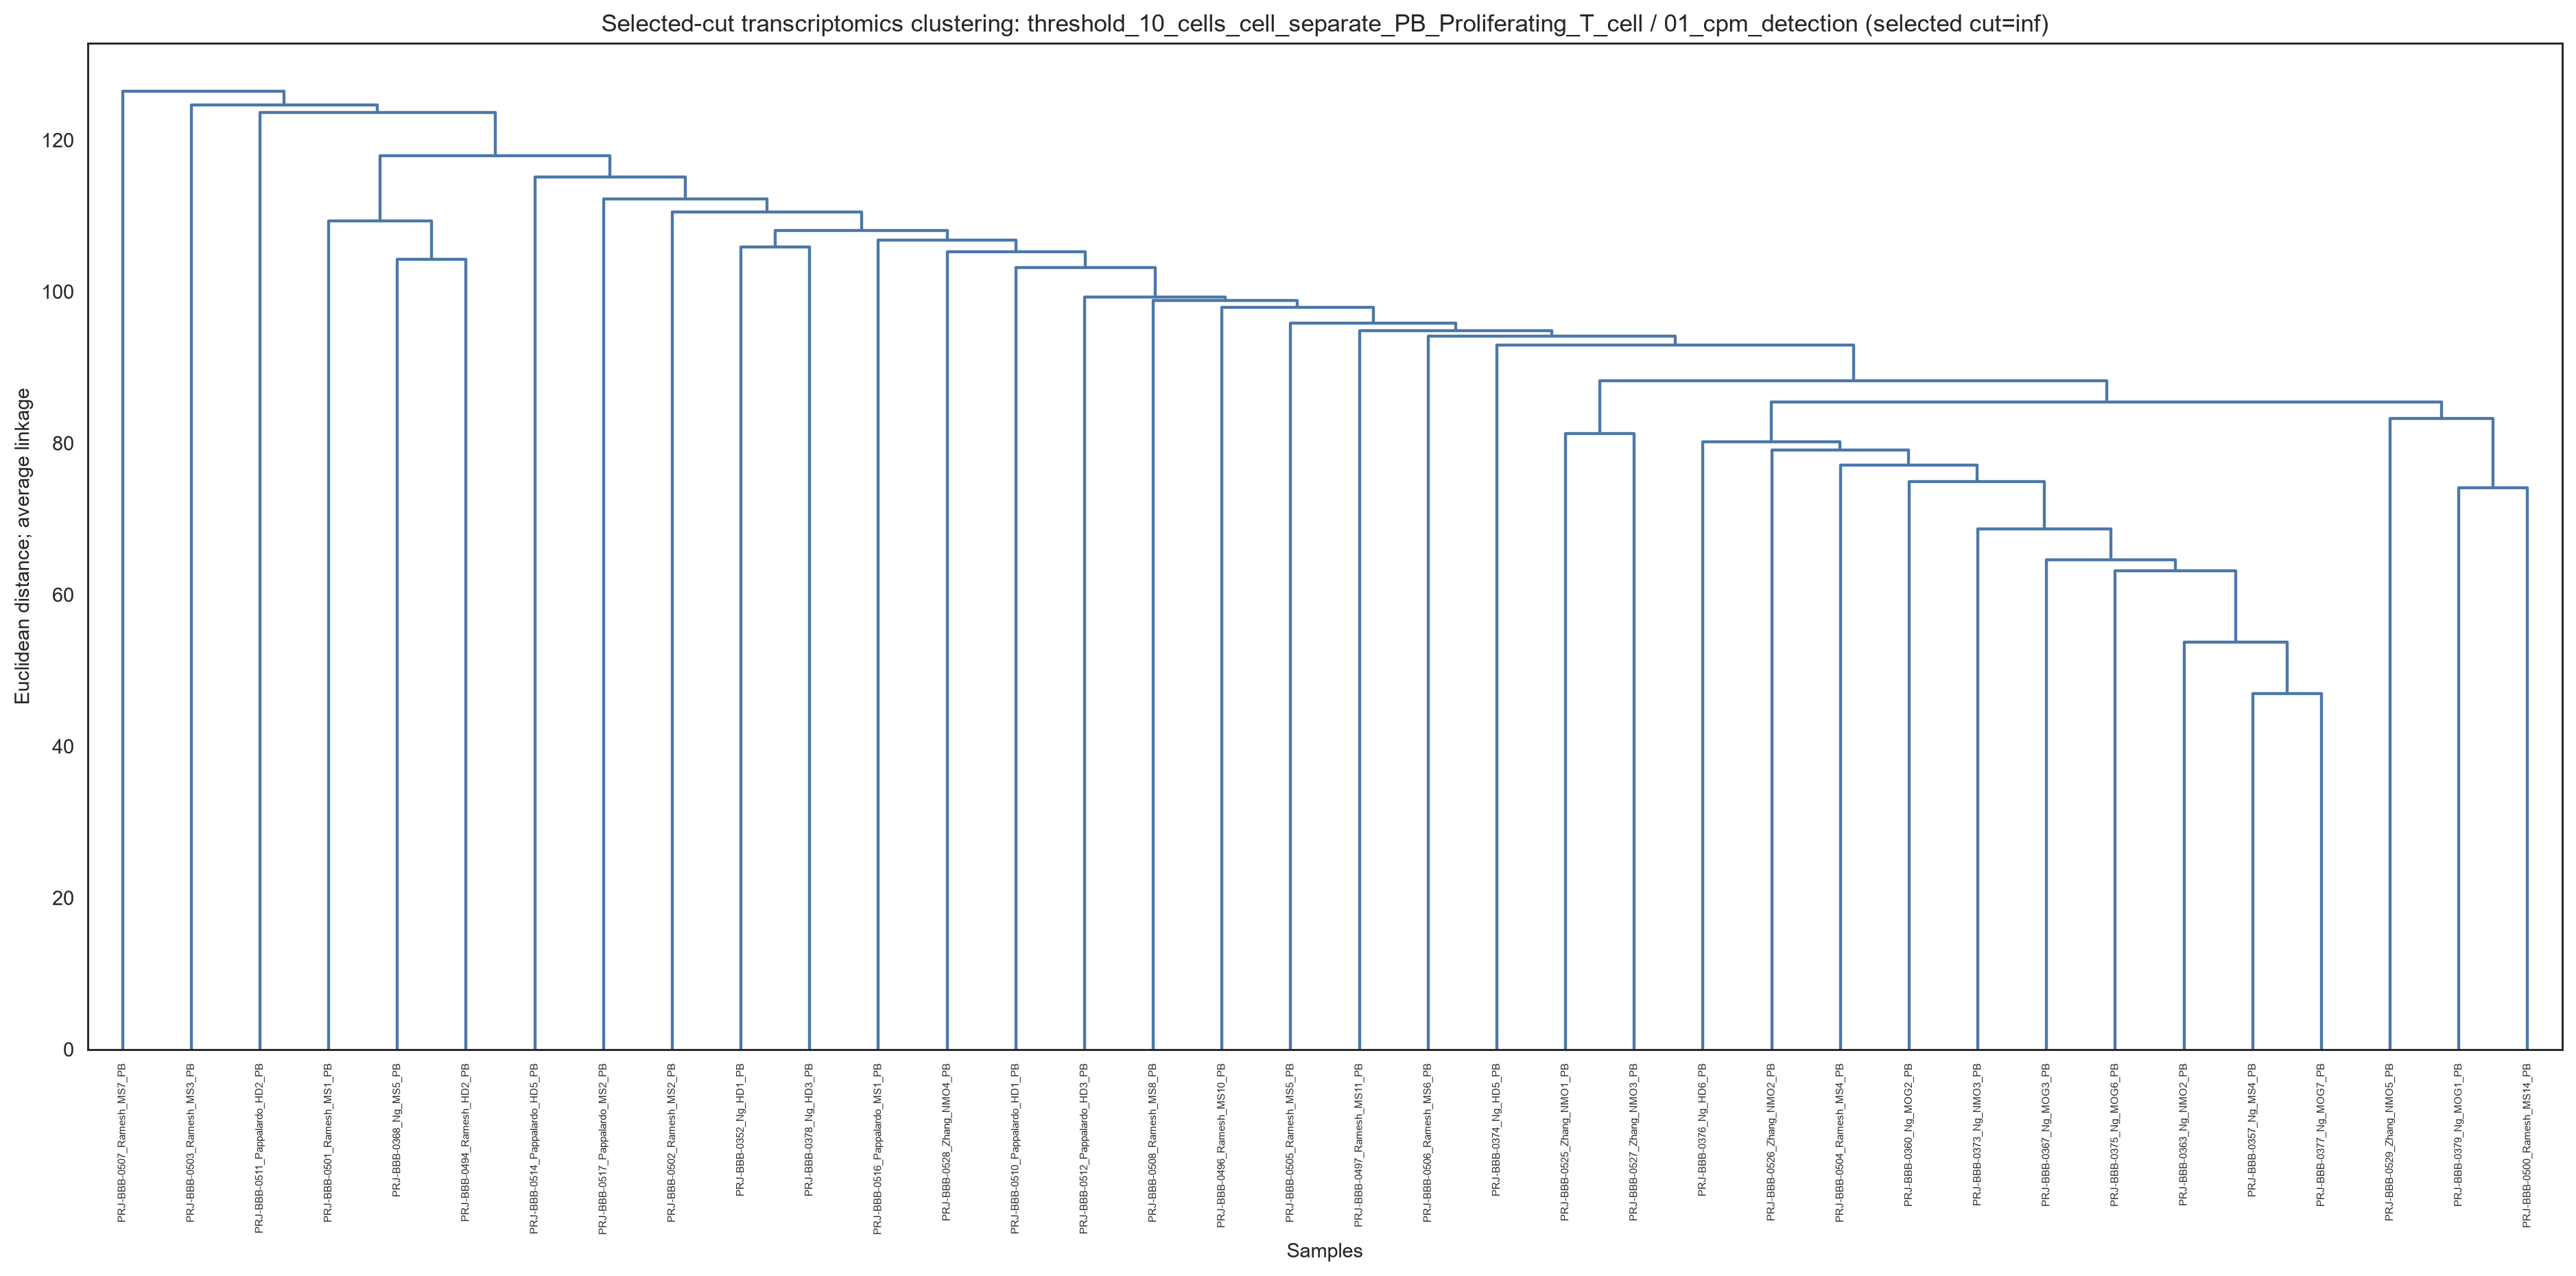 Selected-cut transcriptomics clustering: threshold_10_cells_cell_separate_PB_Proliferating_T_cell / 01_cpm_detection (selected cut=inf)
Euclidean distance; average linkage
120
100
80
60
40
20
0
PRJ-BBB-0507_Ramesh_MS7_PB
PRJ-BBB-0503_Ramesh_MS3_PB
PRJ-BBB-0511_Pappalardo_HD2_PB
PRJ-BBB-0501_Ramesh_MS1_PB
PRJ-BBB-0368_Ng_MS5_PB
PRJ-BBB-0494_Ramesh_HD2_PB
PRJ-BBB-0514_Pappalardo_HD5_PB
PRJ-BBB-0517_Pappalardo_MS2_PB
PRJ-BBB-0502_Ramesh_MS2_PB
PRJ-BBB-0352_Ng_HD1_PB
PRJ-BBB-0378_Ng_HD3_PB
PRJ-BBB-0516_Pappalardo_MS1_PB
PRJ-BBB-0528_Zhang_NMO4_PB
PRJ-BBB-0510_Pappalardo_HD1_PB
PRJ-BBB-0512_Pappalardo_HD3_PB
PRJ-BBB-0508_Ramesh_MS8_PB
PRJ-BBB-0496_Ramesh_MS10_PB
PRJ-BBB-0505_Ramesh_MS5_PB
PRJ-BBB-0497_Ramesh_MS11_PB
PRJ-BBB-0506_Ramesh_MS6_PB
PRJ-BBB-0374_Ng_HD5_PB
PRJ-BBB-0525_Zhang_NMO1_PB
PRJ-BBB-0527_Zhang_NMO3_PB
PRJ-BBB-0376_Ng_HD6_PB
PRJ-BBB-0526_Zhang_NMO2_PB
PRJ-BBB-0504_Ramesh_MS4_PB
PRJ-BBB-0360_Ng_MOG2_PB
PRJ-BBB-0373_Ng_NMO3_PB
PRJ-BBB-0367_Ng_MOG3_PB
PRJ-BBB-0375_Ng_MOG6_PB
PRJ-BBB-0363_Ng_NMO2_PB
PRJ-BBB-0357_Ng_MS4_PB
PRJ-BBB-0377_Ng_MOG7_PB
PRJ-BBB-0529_Zhang_NMO5_PB
PRJ-BBB-0379_Ng_MOG1_PB
PRJ-BBB-0500_Ramesh_MS14_PB
Samples